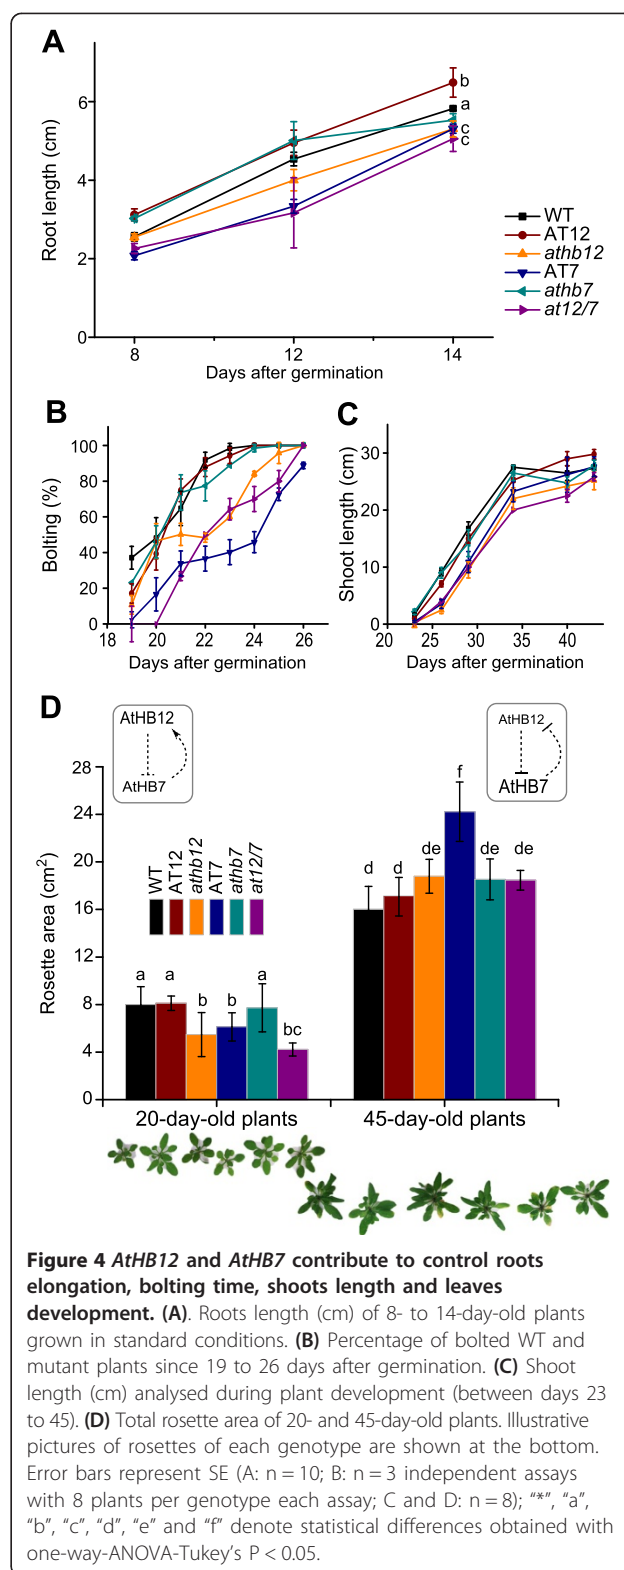 A
Root length (cm)
6
4
2
0
b
a
c
c
8
12
14
Days after germination
WT
AT12
athb12
AT7
athb7
at12/7
B
Bolting (%)
100
80
60
40
20
0
18
20
22
24
26
Days after germination
C
Shoot length (cm)
30
20
10
0
20
25
30
35
40
Days after germination
D
AtHB12
AtHB7
AtHB12
AtHB7
Rosette area (cm²)
28
24
20
16
12
8
4
0
WT
AT12
athb12
AT7
athb7
at12/7
a a b b a bc
d d de f de de
20-day-old plants
45-day-old plants
Figure 4 AtHB12 and AtHB7 contribute to control roots
elongation, bolting time, shoots length and leaves
development. (A). Roots length (cm) of 8- to 14-day-old plants
grown in standard conditions. (B) Percentage of bolted WT and
mutant plants since 19 to 26 days after germination. (C) Shoot
length (cm) analysed during plant development (between days 23
to 45). (D) Total rosette area of 20- and 45-day-old plants. Illustrative
pictures of rosettes of each genotype are shown at the bottom.
Error bars represent SE (A: n = 10; B: n = 3 independent assays
with 8 plants per genotype each assay; C and D: n = 8); “*”, “a”,
“b”, “c”, “d”, “e” and “f” denote statistical differences obtained with
one-way-ANOVA-Tukey’s P < 0.05.